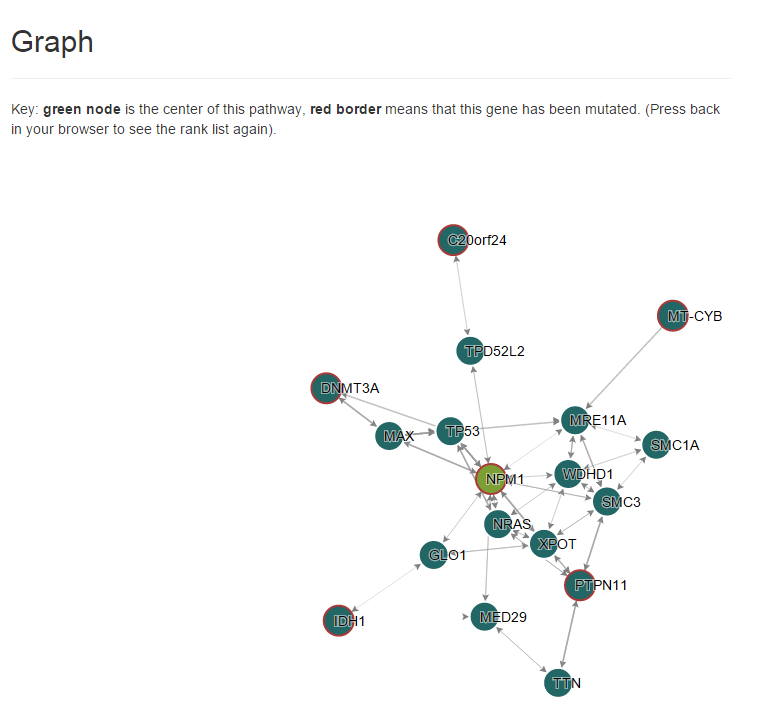 Graph
Key: green node is the center of this pathway, red border means that this gene has been mutated. (Press back
in your browser to see the rank list again).
C20orf24
MT-CYB
TPD52L2
DNMT3A
MRE11A
TP53
MAX
SMC1A
WDHD1
NPM1
SMC3
NRAS
XPOT
GLO1
PTPN11
MED29
IDH1
TTN